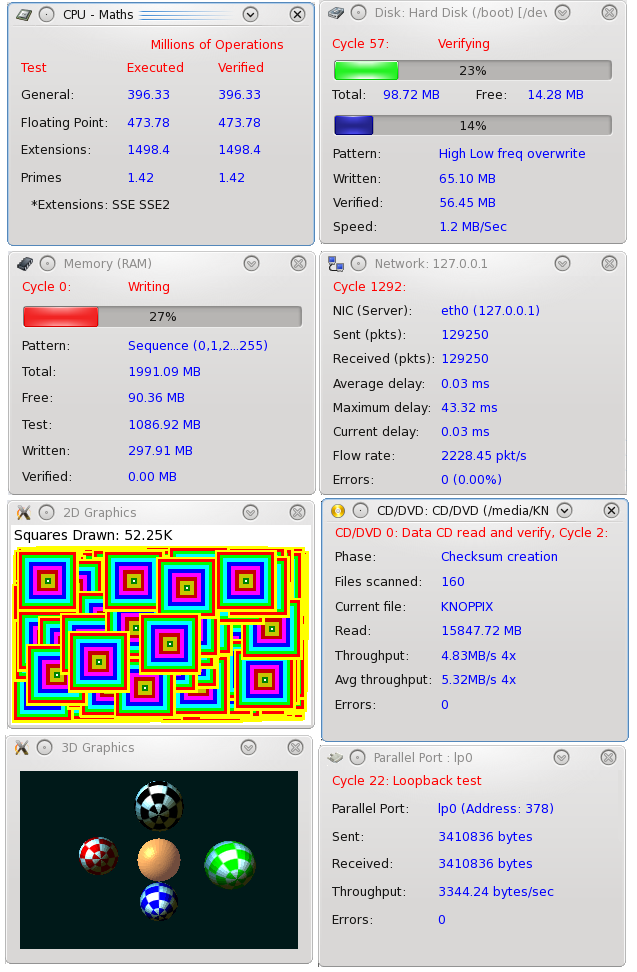 CPU - Maths
Millions of Operations
Test Executed Verified
General: 396.33 396.33
Floating Point: 473.78 473.78
Extensions: 1498.4 1498.4
Primes 1.42 1.42
*Extensions: SSE SSE2
Disk: Hard Disk (/boot) [/dev
Cycle 57: Verifying
23%
Total: 98.72 MB Free: 14.28 MB
14%
Pattern: High Low freq overwrite
Written: 65.10 MB
Verified: 56.45 MB
Speed: 1.2 MB/Sec
Memory (RAM)
Cycle 0: Writing
27%
Pattern: Sequence (0,1,2...255)
Total: 1991.09 MB
Free: 90.36 MB
Test: 1086.92 MB
Written: 297.91 MB
Verified: 0.00 MB
Network: 127.0.0.1
Cycle 1292:
NIC (Server): eth0 (127.0.0.1)
Sent (pkts): 129250
Received (pkts): 129250
Average delay: 0.03 ms
Maximum delay: 43.32 ms
Current delay: 0.03 ms
Flow rate: 2228.45 pkt/s
Errors: 0 (0.00%)
2D Graphics
Squares Drawn: 52.25K
CD/DVD: CD/DVD (/media/KN
CD/DVD 0: Data CD read and verify, Cycle 2:
Phase: Checksum creation
Files scanned: 160
Current file: KNOPPIX
Read: 15847.72 MB
Throughput: 4.83MB/s 4x
Avg throughput: 5.32MB/s 4x
Errors: 0
3D Graphics
Parallel Port : lp0
Cycle 22: Loopback test
Parallel Port: lp0 (Address: 378)
Sent: 3410836 bytes
Received: 3410836 bytes
Throughput: 3344.24 bytes/sec
Errors: 0